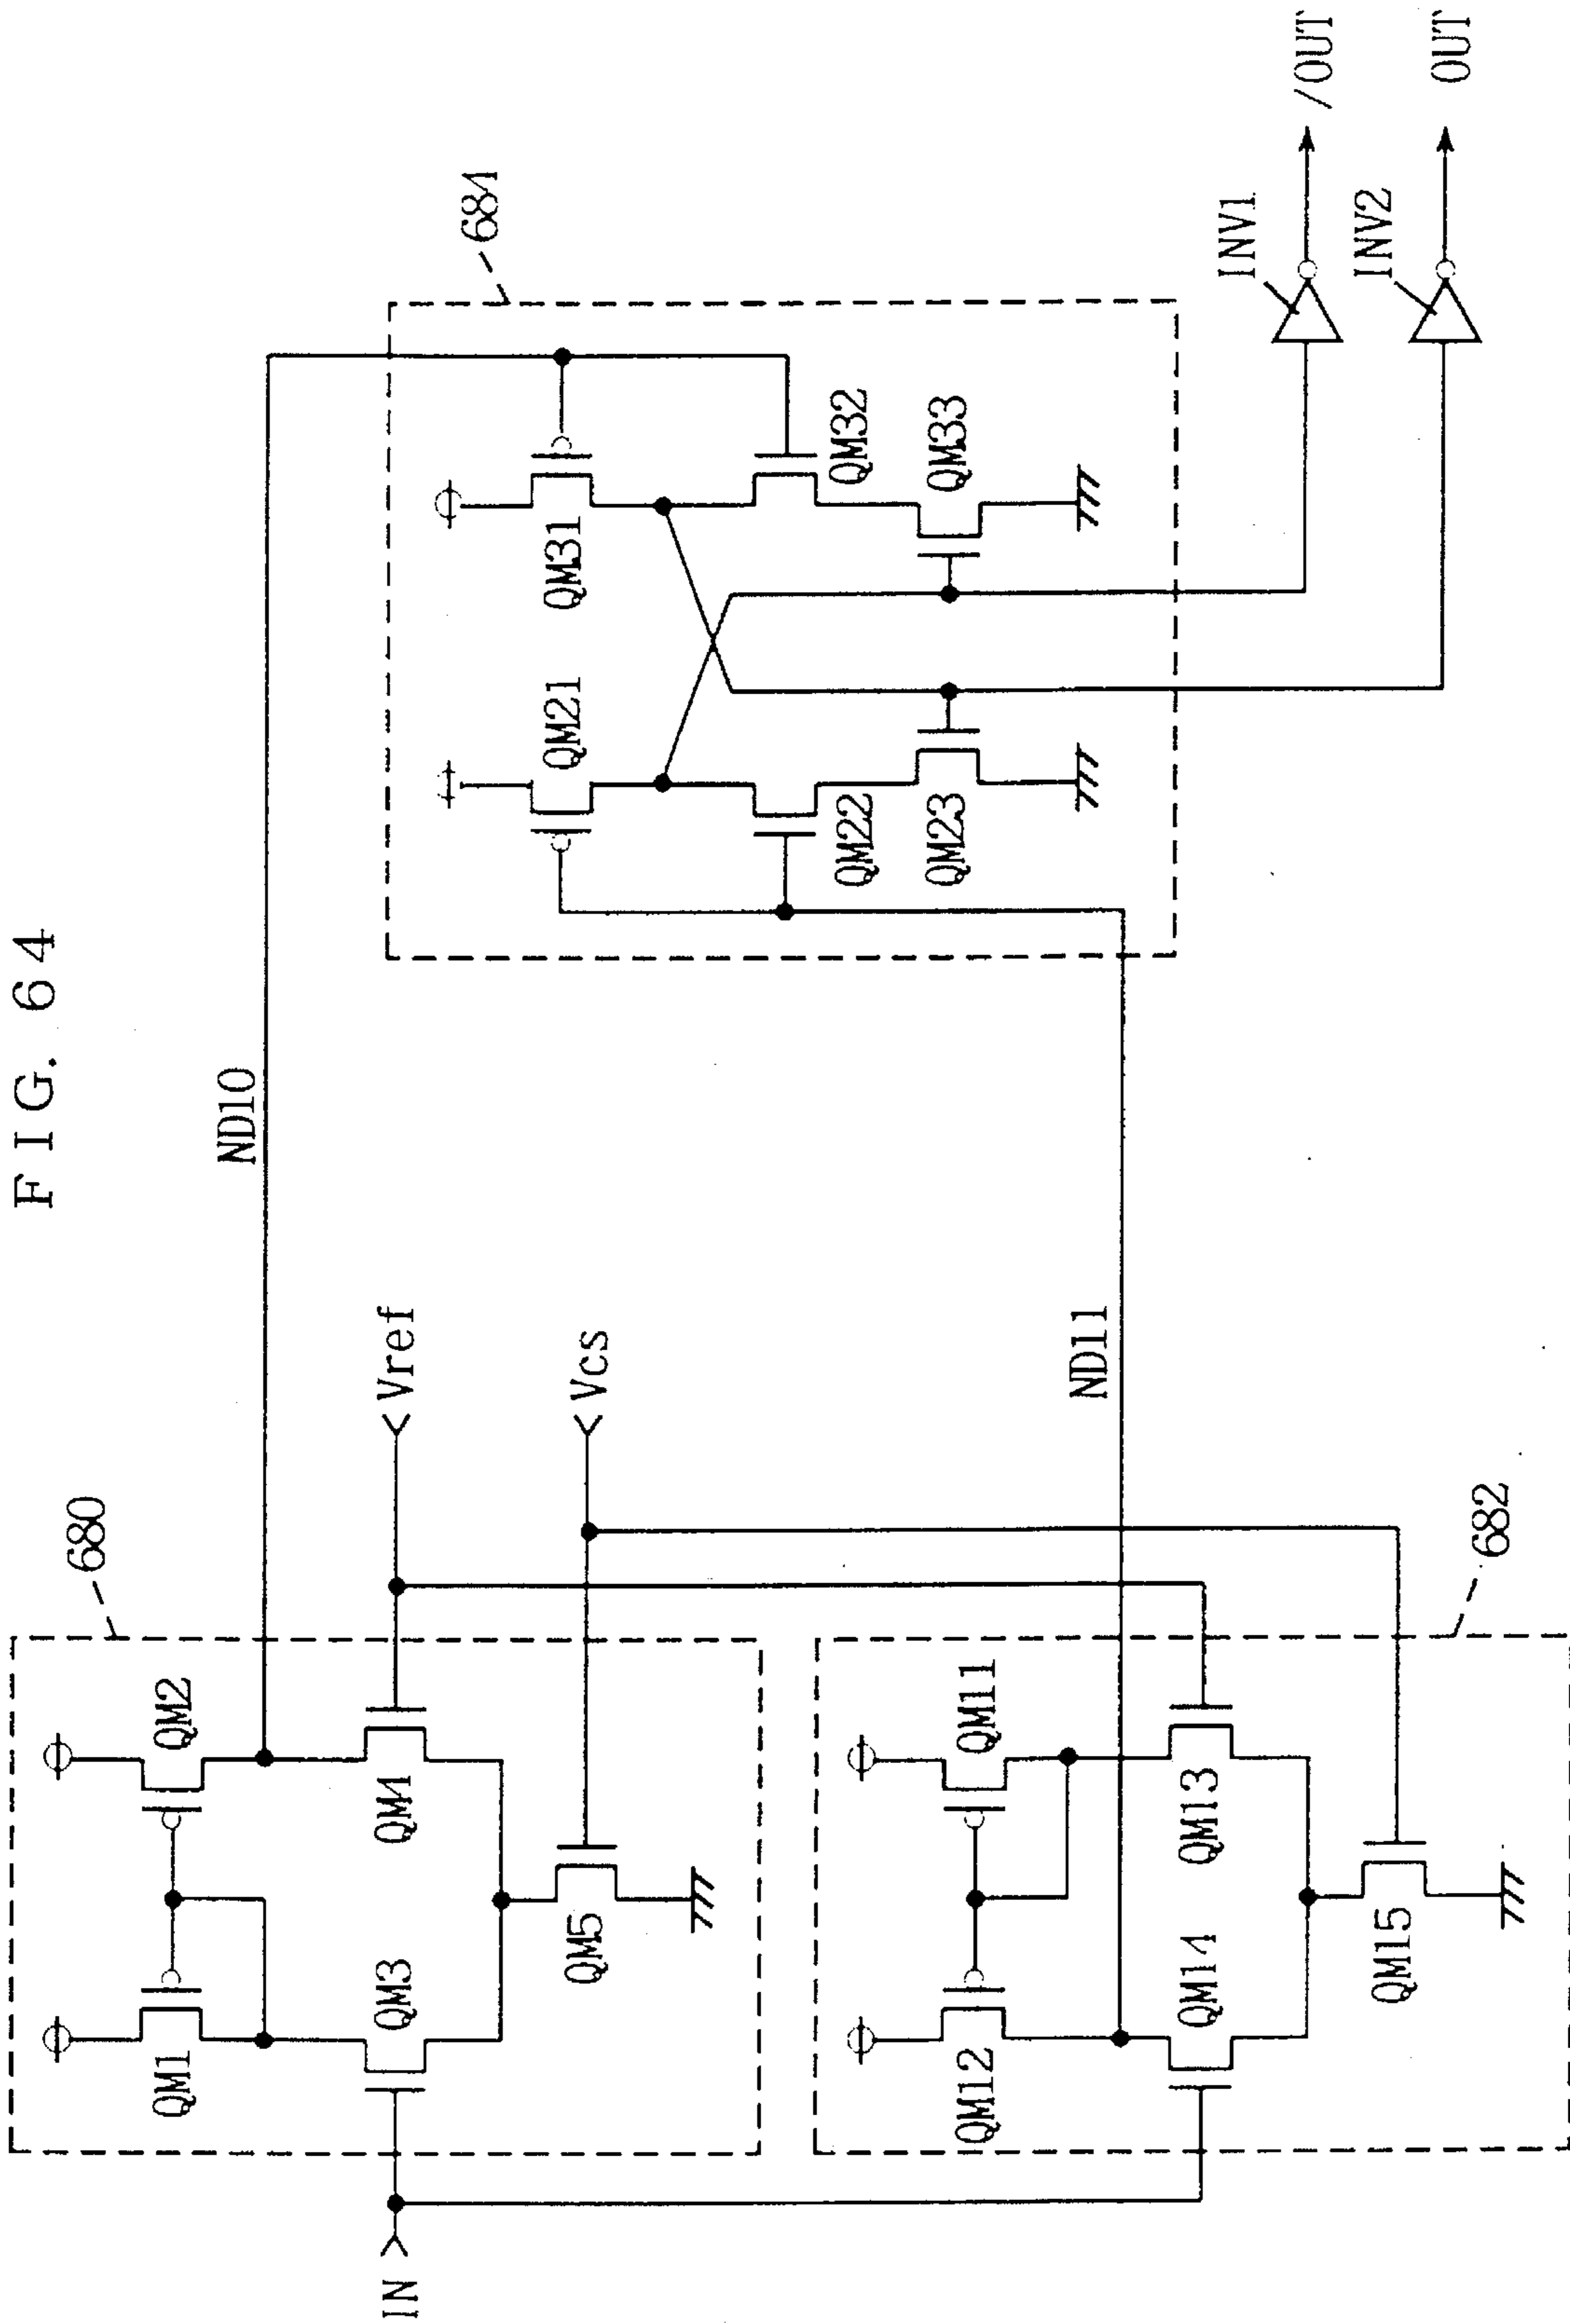 FIG. 64
680
QM1
QM2
QM3
QM4
QM5
IN
Vref
Vcs
ND10
682
QM12
QM11
QM14
QM13
QM15
ND11
684
QM21
QM31
QM22
QM32
QM23
QM33
INV1
/OUT
INV2
OUT